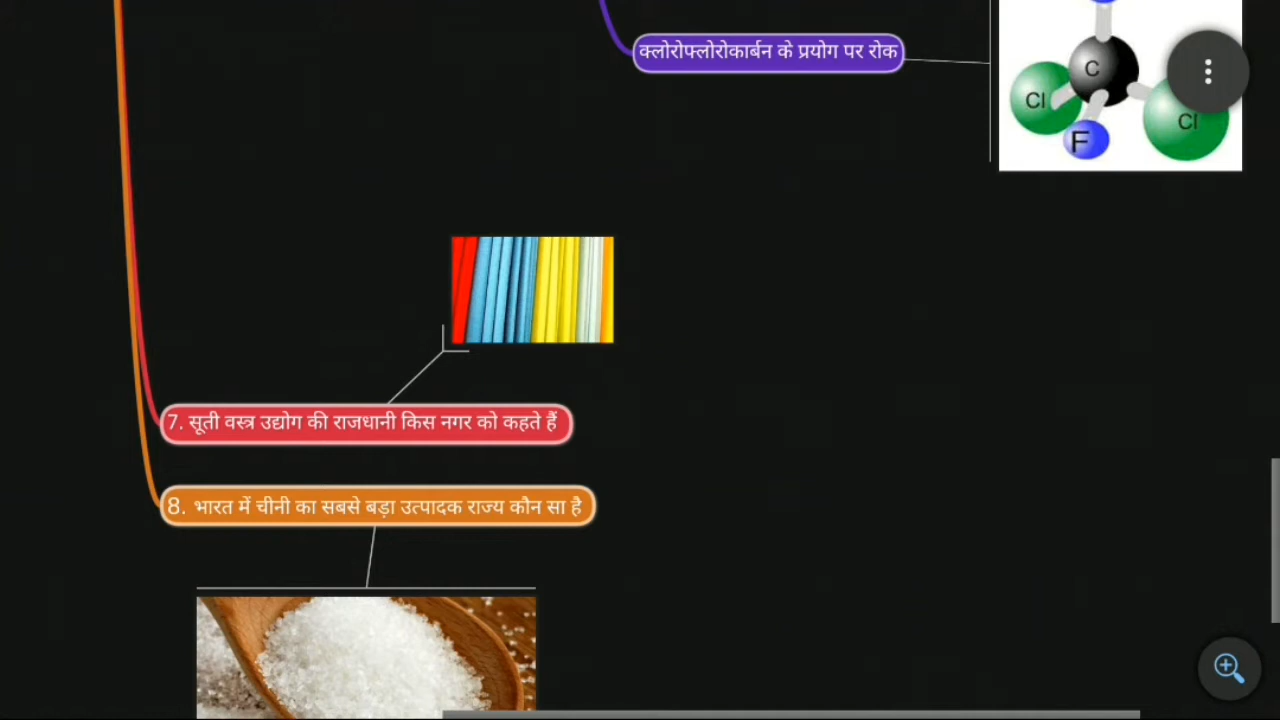 क्लोरोफ्लोरोकार्बन के प्रयोग पर रोक
C
Cl
F
Cl
7. सूती वस्त्र उद्योग की राजधानी किस नगर को कहते हैं
8. भारत में चीनी का सबसे बड़ा उत्पादक राज्य कौन सा है